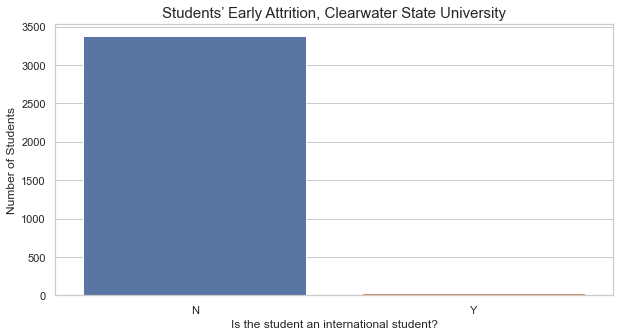 Students’ Early Attrition, Clearwater State University
Number of Students
3500
3000
2500
2000
1500
1000
500
0
N
Y
Is the student an international student?